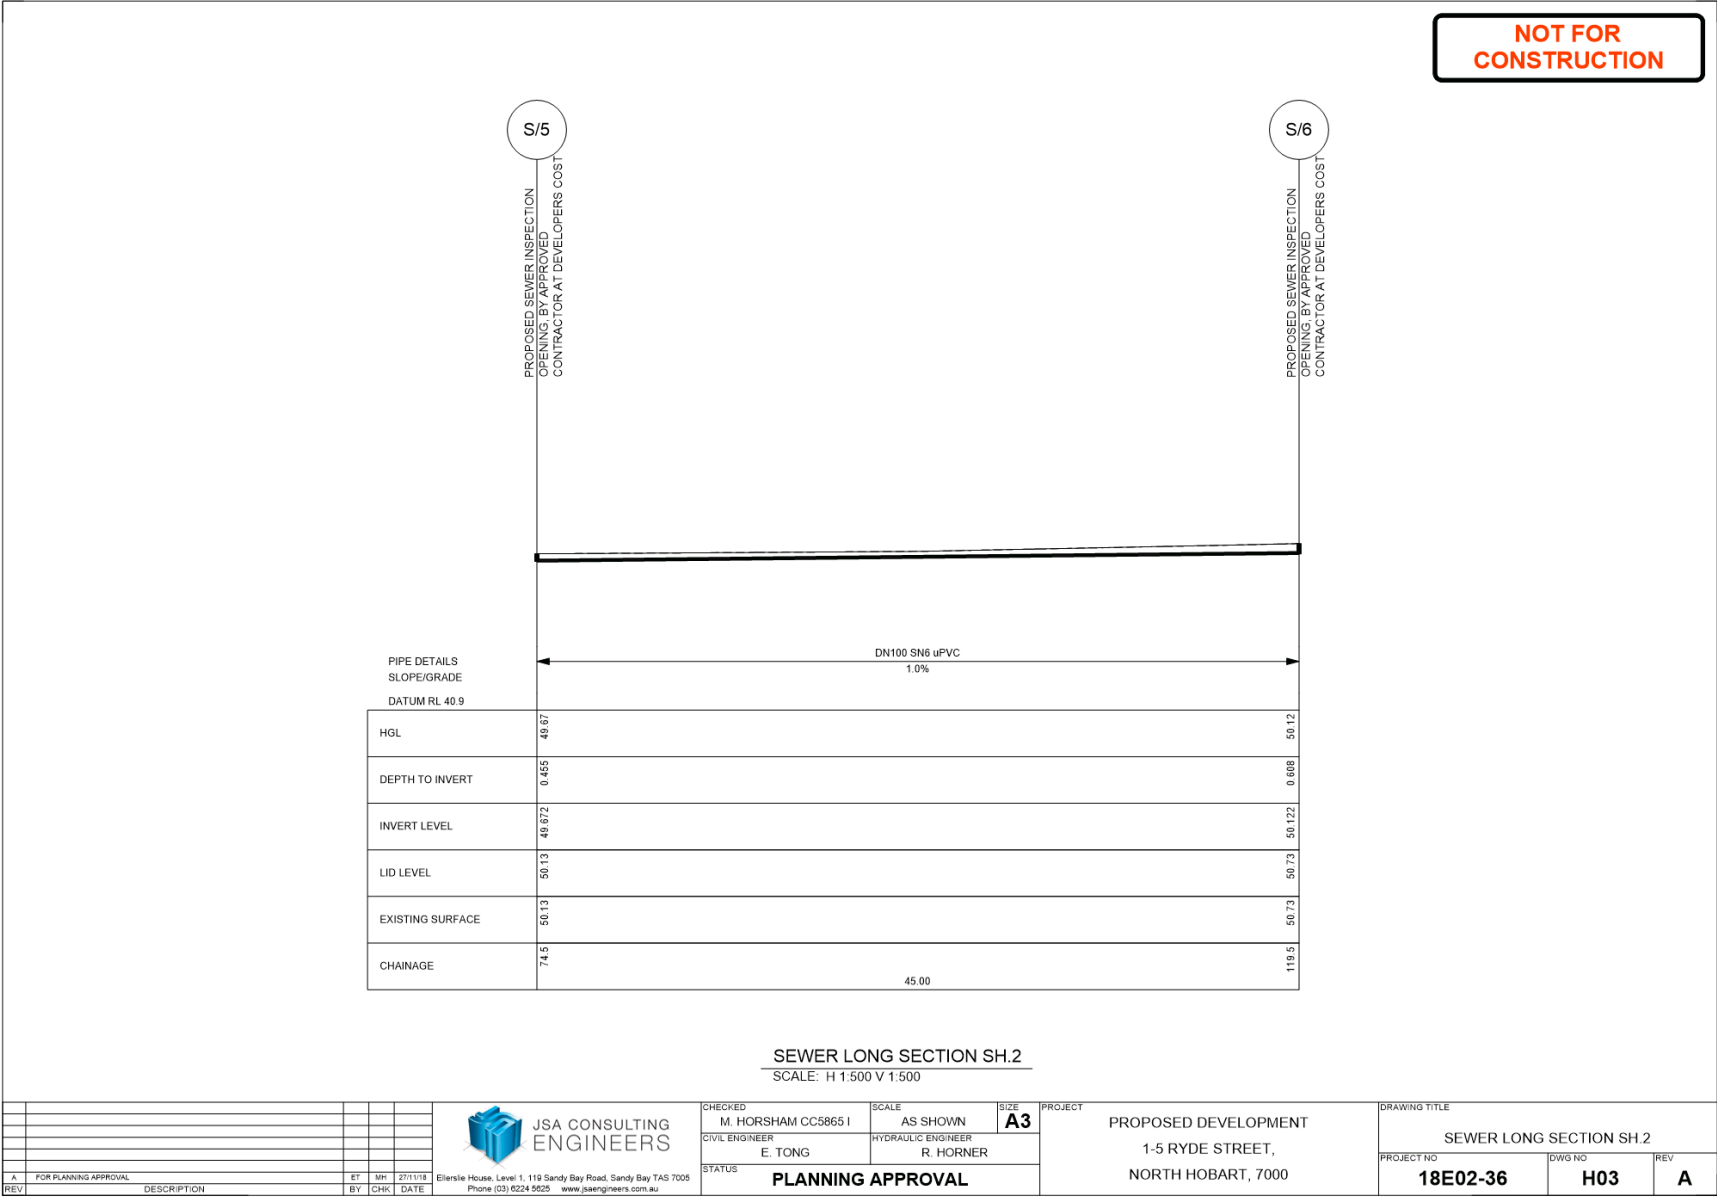 NOT FOR
CONSTRUCTION
S/5
S/6
PROPOSED SEWER INSPECTION
OPENING, BY APPROVED
CONTRACTOR AT DEVELOPERS COST
PROPOSED SEWER INSPECTION
OPENING, BY APPROVED
CONTRACTOR AT DEVELOPERS COST
PIPE DETAILS
SLOPE/GRADE
DN100 SN6 uPVC
1.0%
DATUM RL 40.9
HGL 49.67 50.12
DEPTH TO INVERT 0.455 0.608
INVERT LEVEL 49.672 50.122
LID LEVEL 50.13 50.73
EXISTING SURFACE 50.13 50.73
CHAINAGE 74.5 45.00 119.5
SEWER LONG SECTION SH.2
SCALE: H 1:500 V 1:500
A FOR PLANNING APPROVAL ET MH 27/11/18
REV DESCRIPTION BY CHK DATE
JSA CONSULTING
ENGINEERS
Ellerslie House, Level 1, 119 Sandy Bay Road, Sandy Bay TAS 7005
Phone (03) 6224 5625 www.jsaengineers.com.au
CHECKED
M. HORSHAM CC5865 I
SCALE
AS SHOWN
SIZE
A3
CIVIL ENGINEER
E. TONG
HYDRAULIC ENGINEER
R. HORNER
STATUS
PLANNING APPROVAL
PROJECT
PROPOSED DEVELOPMENT
1-5 RYDE STREET,
NORTH HOBART, 7000
DRAWING TITLE
SEWER LONG SECTION SH.2
PROJECT NO
18E02-36
DWG NO
H03
REV
A